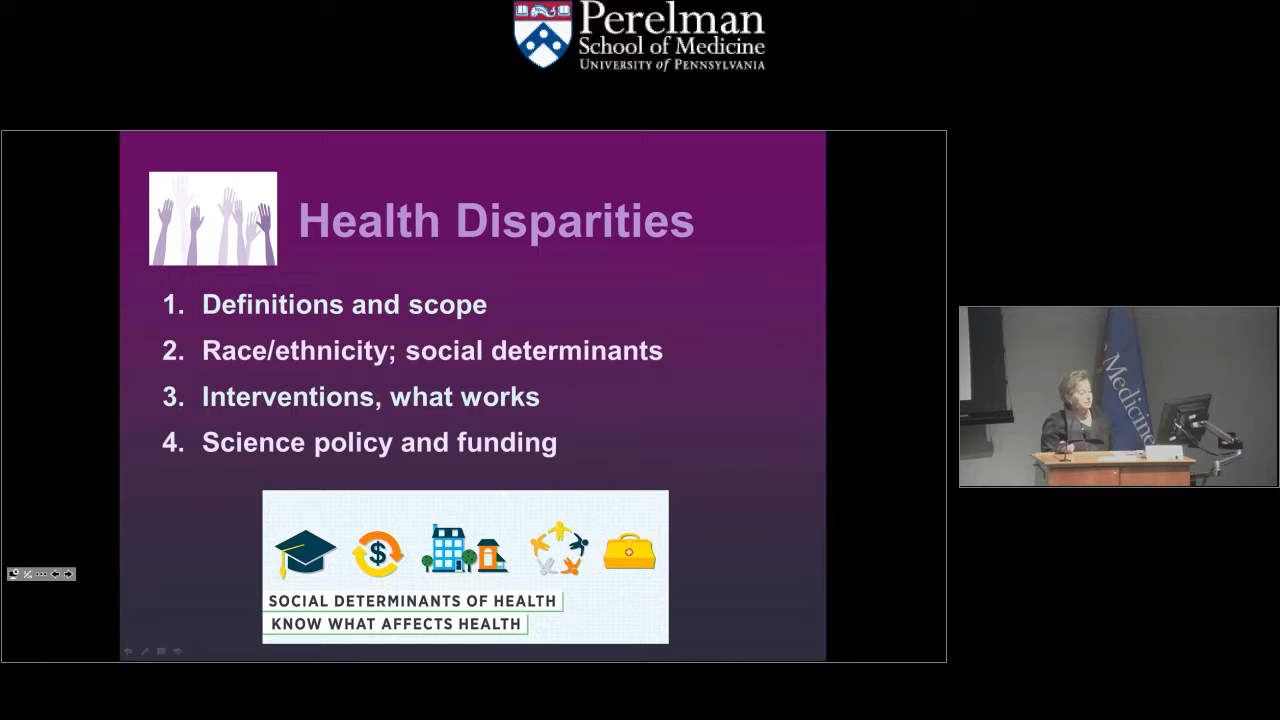 Perelman
School of Medicine
UNIVERSITY of PENNSYLVANIA
Health Disparities
1. Definitions and scope
2. Race/ethnicity; social determinants
3. Interventions, what works
4. Science policy and funding
$
SOCIAL DETERMINANTS OF HEALTH
KNOW WHAT AFFECTS HEALTH
Medicine